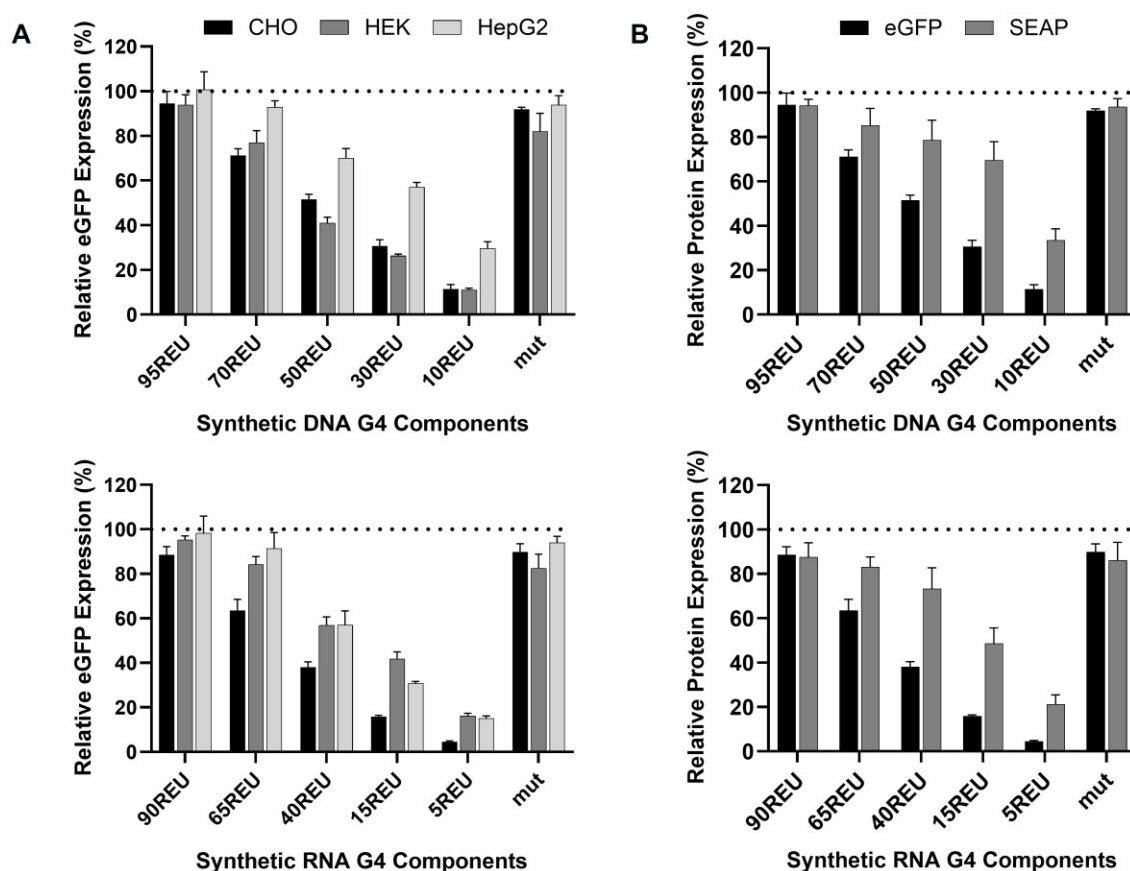 A
CHO HEK HepG2
Relative eGFP Expression (%)
120
100
80
60
40
20
0
95REU 70REU 50REU 30REU 10REU mut
Synthetic DNA G4 Components
B
eGFP SEAP
Relative Protein Expression (%)
120
100
80
60
40
20
0
95REU 70REU 50REU 30REU 10REU mut
Synthetic DNA G4 Components
Relative eGFP Expression (%)
120
100
80
60
40
20
0
90REU 65REU 40REU 15REU 5REU mut
Synthetic RNA G4 Components
Relative Protein Expression (%)
120
100
80
60
40
20
0
90REU 65REU 40REU 15REU 5REU mut
Synthetic RNA G4 Components